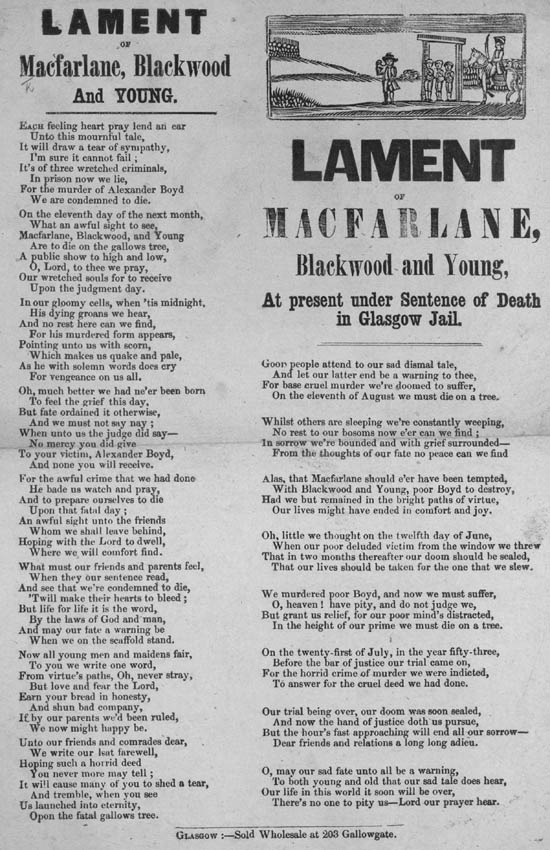 LAMENT
OF
Macfarlane, Blackwood
And YOUNG.
EACH feeling heart pray lend an ear
Unto this mournful tale,
It will draw a tear of sympathy,
I'm sure it cannot fail ;
It's of three wretched criminals,
In prison now we lie,
For the murder of Alexander Boyd
We are condemned to die.
On the eleventh day of the next month,
What an awful sight to see,
Macfarlane, Blackwood, and Young
Are to die on the gallows tree,
A public show to high and low,
O, Lord, to thee we pray,
Our wretched souls for to receive
Upon the judgment day.
In our gloomy cells, when 'tis midnight,
His dying groans we hear,
And no rest here can we find,
For his murdered form appears,
Pointing unto us with scorn,
Which makes us quake and pale,
As he with solemn words does cry
For vengeance on us all.
Oh, much better we had ne'er been born
To feel the grief this day,
But fate ordained it otherwise,
And we must not say nay ;
When unto us the judge did say—
No mercy you did give
To your victim, Alexander Boyd,
And none you will receive.
For the awful crime that we had done
He bade us watch and pray,
And to prepare ourselves to die
Upon that fatal day ;
An awful sight unto the friends
Whom we shall leave behind,
Hoping with the Lord to dwell,
Where we will comfort find.
What must our friends and parents feel,
When they our sentence read,
And see that we're condemned to die,
'Twill make their hearts to bleed ;
But life for life it is the word,
By the laws of God and man,
And may our fate a warning be
When we on the scaffold stand.
Now all young men and maidens fair,
To you we write one word,
From virtue's paths, Oh, never stray,
But love and fear the Lord,
Earn your bread in honesty,
And shun bad company,
If by our parents we'd been ruled,
We now might happy be.
Unto our friends and comrades dear,
We write our lsat farewell,
Hoping such a horrid deed
You never more may tell ;
It will cause many of you to shed a tear,
And tremble, when you see
Us launched into eternity,
Opon the fatal gallows tree.
LAMENT
OF
MACFARLANE,
Blackwood and Young,
At present under Sentence of Death
in Glasgow Jail.
GOOD people attend to our sad dismal tale,
And let our latter end be a warning to thee,
For base cruel murder we're doomed to suffer,
On the eleventh of August we must die on a tree.
Whilst others are sleeping we're constantly weeping,
No rest to our bosoms now e'er can we find ;
In sorrow we're bounded and with grief surrounded—
From the thoughts of our fate no peace can we find
Alas, that Macfarlane should e'er have been tempted,
With Blackwood and Young, poor Boyd to destroy,
Had we but remained in the bright paths of virtue,
Our lives might have ended in comfort and joy.
Oh, little we thought on the twelfth day of June,
When our poor deluded victim from the window we threw
That in two months thereafter our doom should be sealed,
That our lives should be taken for the one that we slew.
We murdered poor Boyd, and now we must suffer,
O, heaven ! have pity, and do not judge we,
But grant us relief, for our poor mind's distracted,
In the height of our prime we must die on a tree.
On the twenty-first of July, in the year fifty-three,
Before the bar of justice our trial came on,
For the horrid crime of murder we were indicted,
To answer for the cruel deed we had done.
Our trial being over, our doom was soon sealed,
And now the hand of justice doth us pursue,
But the hour's fast approaching will end all our sorrow—
Dear friends and relations a long long adieu.
O, may our sad fate unto all be a warning,
To both young and old that our sad tale does hear,
Our life in this world it soon will be over,
There's no one to pity us—Lord our prayer hear.
GLASGOW :—Sold Wholesale at 203 Gallowgate.